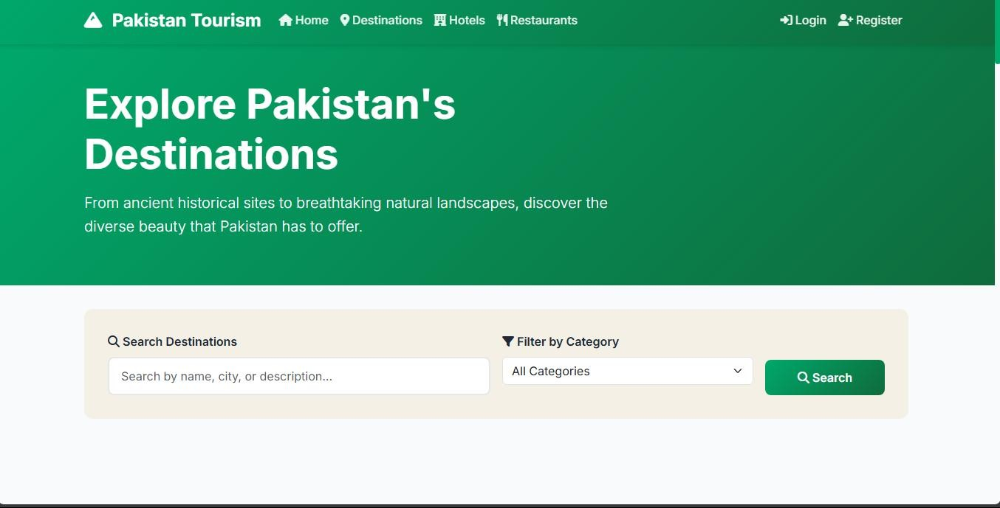 Pakistan Tourism Home Destinations Hotels Restaurants Login Register
Explore Pakistan's
Destinations
From ancient historical sites to breathtaking natural landscapes, discover the
diverse beauty that Pakistan has to offer.
Search Destinations
Search by name, city, or description...
Filter by Category
All Categories
Search